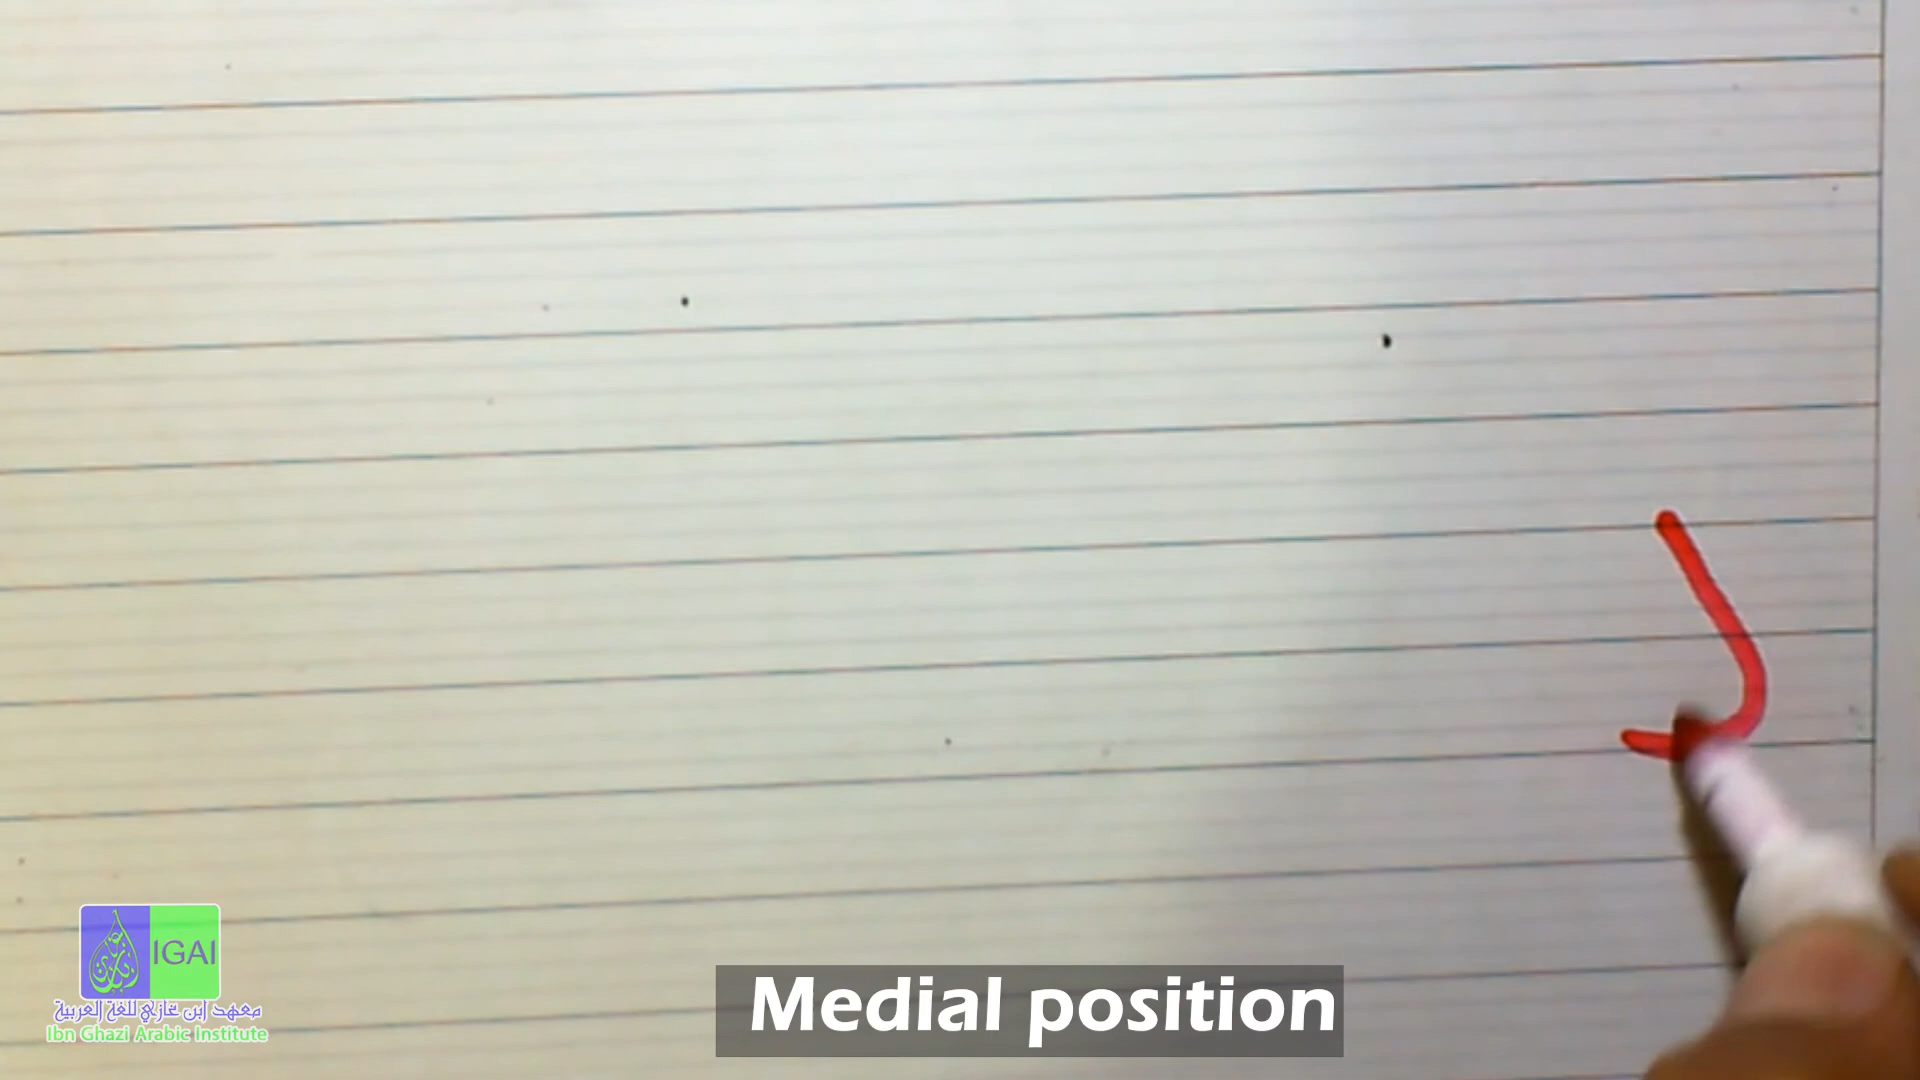 د
IGAI
معهد ابن غازي للغة العربية
Ibn Ghazi Arabic Institute
Medial position